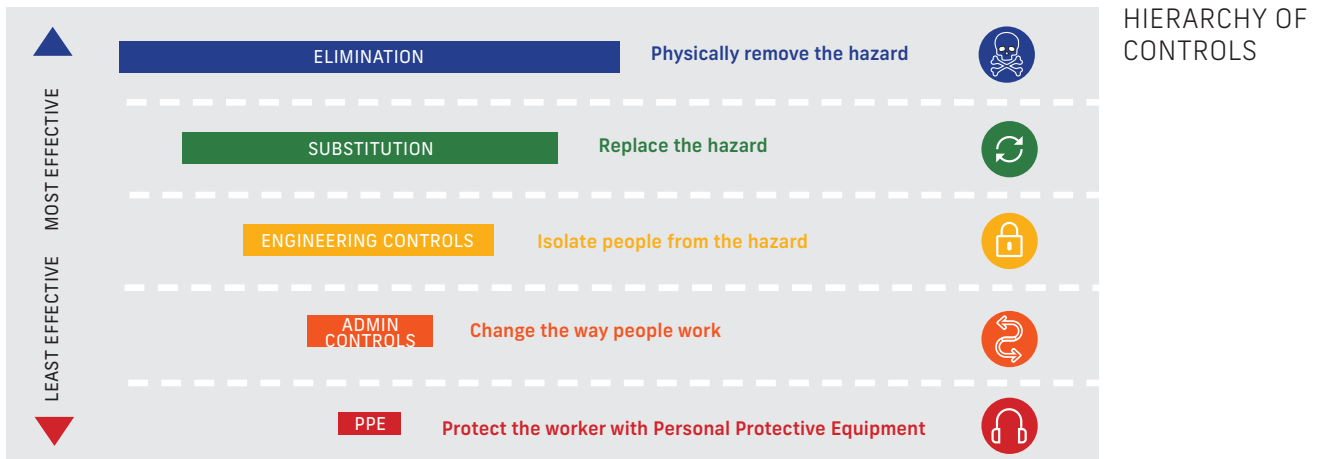 HIERARCHY OF
CONTROLS
MOST EFFECTIVE
LEAST EFFECTIVE
ELIMINATION
Physically remove the hazard
SUBSTITUTION
Replace the hazard
ENGINEERING CONTROLS
Isolate people from the hazard
ADMIN
CONTROLS
Change the way people work
PPE
Protect the worker with Personal Protective Equipment